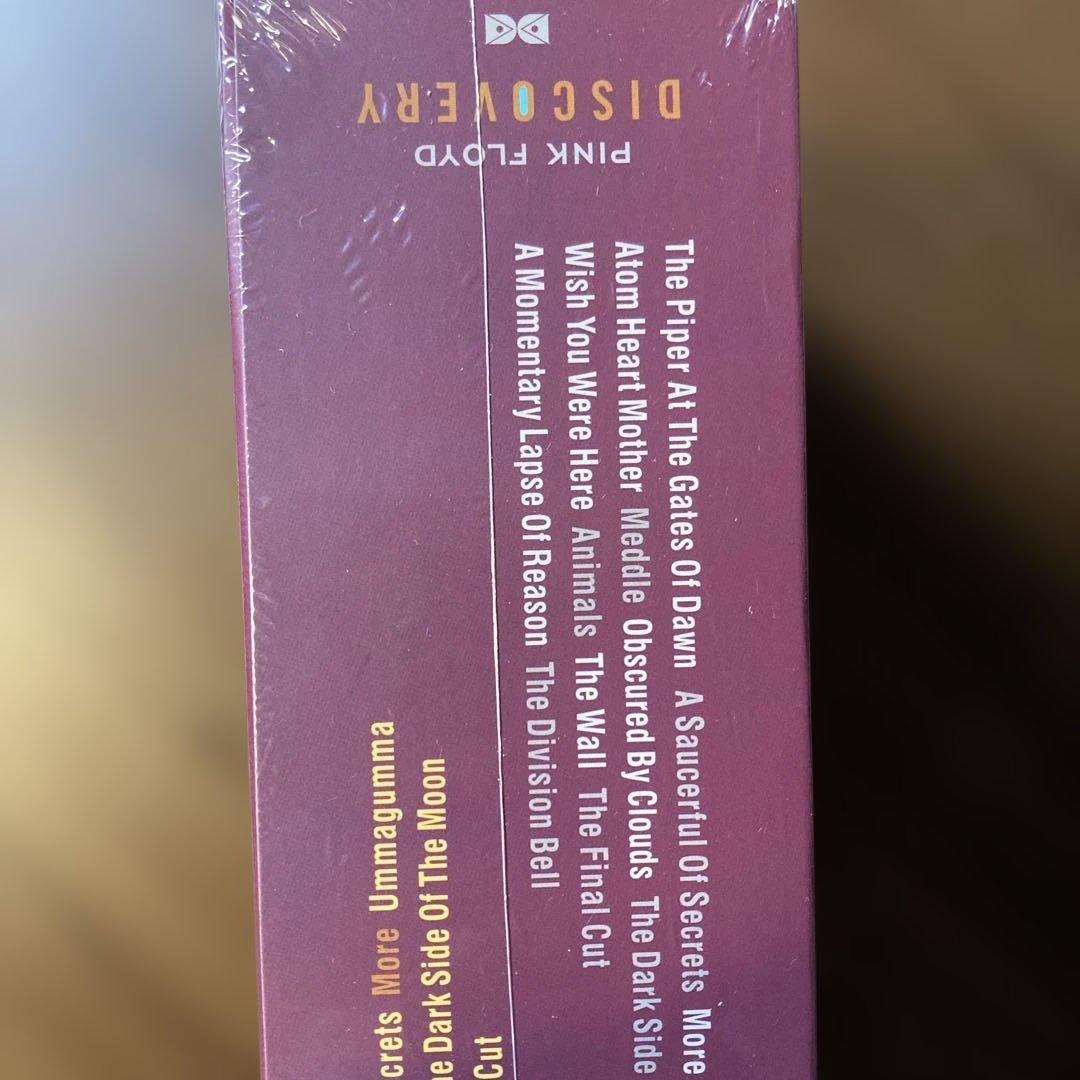 PINK FLOYD
DISCOVERY
The Piper At The Gates Of Dawn A Saucerful Of Secrets More
Atom Heart Mother Meddle Obscured By Clouds The Dark Side
Wish You Were Here Animals The Wall The Final Cut
A Momentary Lapse Of Reason The Division Bell
crets More Ummagumma
e Dark Side Of The Moon
Cut